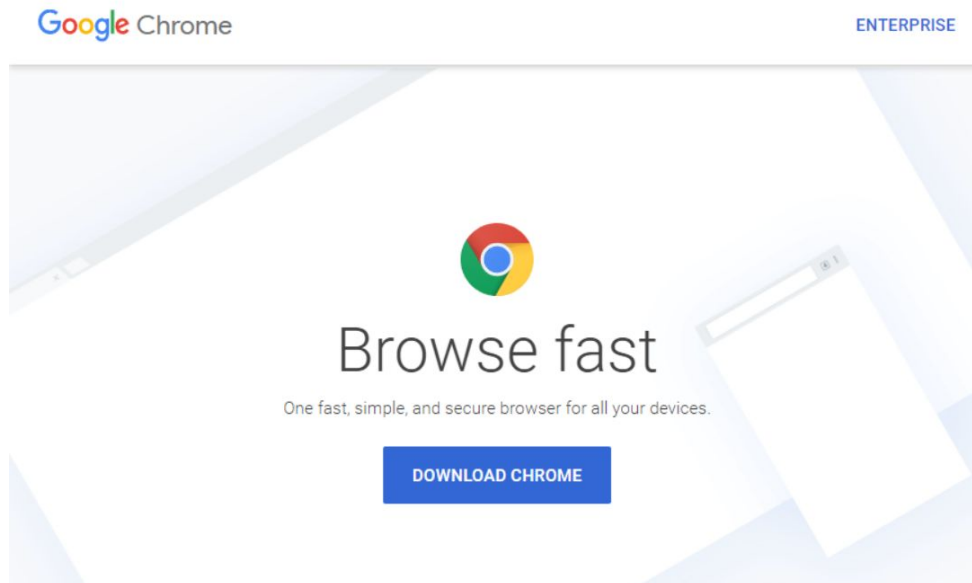 Google Chrome
ENTERPRISE
Browse fast
One fast, simple, and secure browser for all your devices.
DOWNLOAD CHROME